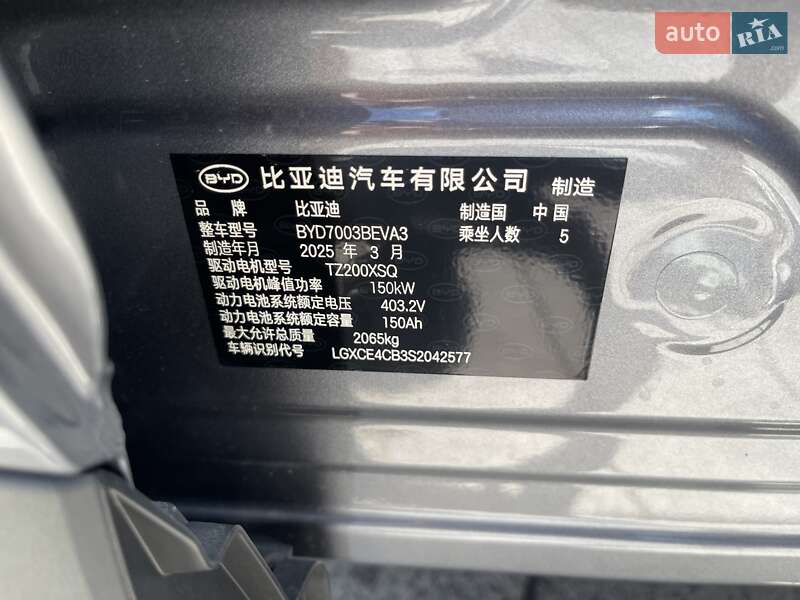 auto RIA.com
BYD 比亚迪汽车有限公司 制造
品 牌 比亚迪 制造国 中 国
整车型号 BYD7003BEVA3 乘坐人数 5
制造年月 2025 年 3 月
驱动电机型号 TZ200XSQ
驱动电机峰值功率 150kW
动力电池系统额定电压 403.2V
动力电池系统额定容量 150Ah
最大允许总质量 2065kg
车辆识别代号 LGXCE4CB3S2042577